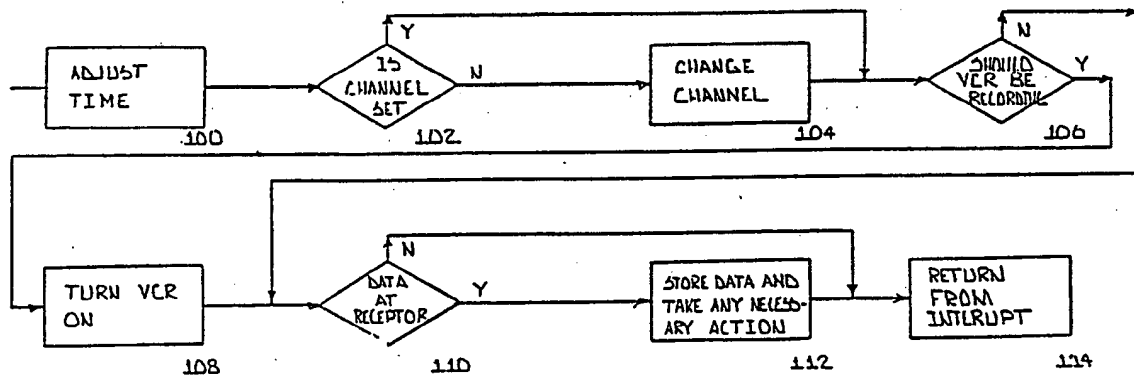 ADJUST
TIME
100
Y
IS
CHANNEL
SET
N
102
CHANGE
CHANNEL
104
N
SHOULD
VCR BE
RECORDING
Y
106
TURN VCR
ON
108
N
DATA
AT
RECEPTOR
Y
110
STORE DATA AND
TAKE ANY NECESS-
ARY ACTION
112
RETURN
FROM
INTERUPT
114